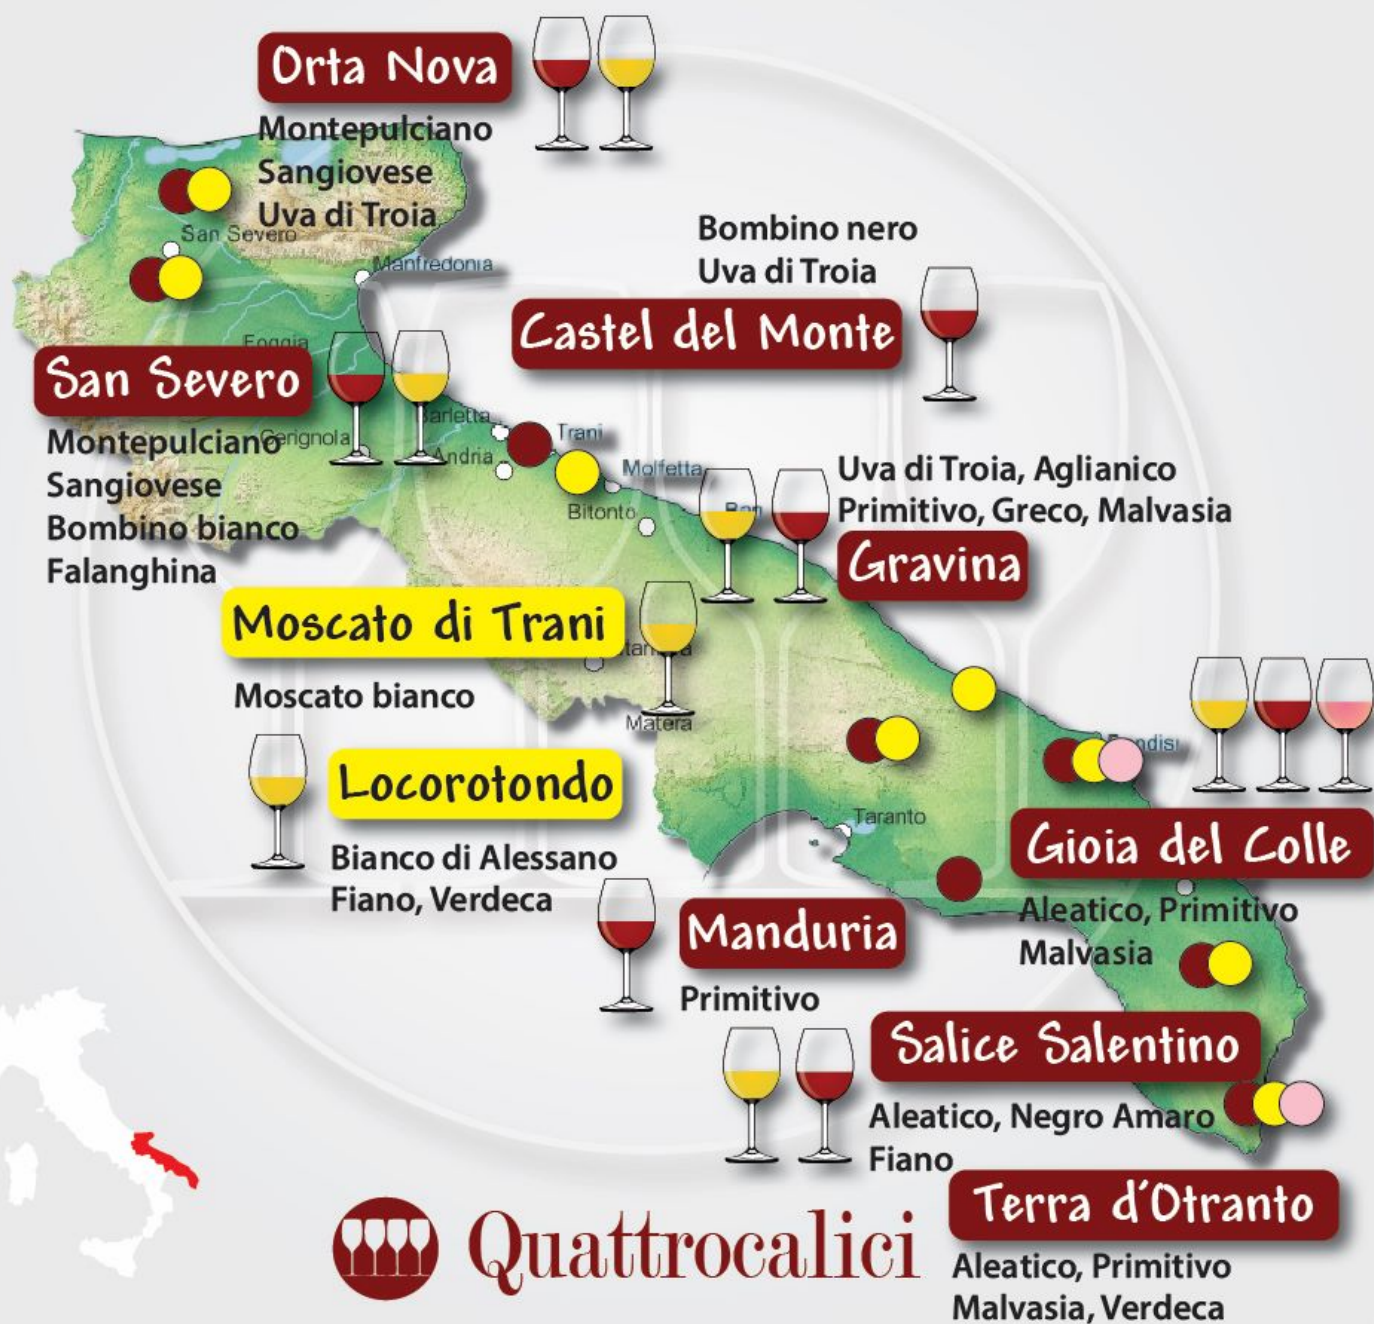 Orta Nova
Montepulciano
Sangiovese
Uva di Troia
San Severo
Manfredonia
Bombino nero
Uva di Troia
Castel del Monte
Foggia
San Severo
Montepulciano
Sangiovese
Bombino bianco
Falanghina
Cerignola
Barletta
Andria
Trani
Molfetta
Bitonto
Bari
Uva di Troia, Aglianico
Primitivo, Greco, Malvasia
Gravina
Moscato di Trani
Moscato bianco
Matera
Locorotondo
Bianco di Alessano
Fiano, Verdeca
Taranto
Gioia del Colle
Aleatico, Primitivo
Malvasia
Manduria
Primitivo
Salice Salentino
Aleatico, Negro Amaro
Fiano
Terra d'Otranto
Aleatico, Primitivo
Malvasia, Verdeca
Quattrocalici